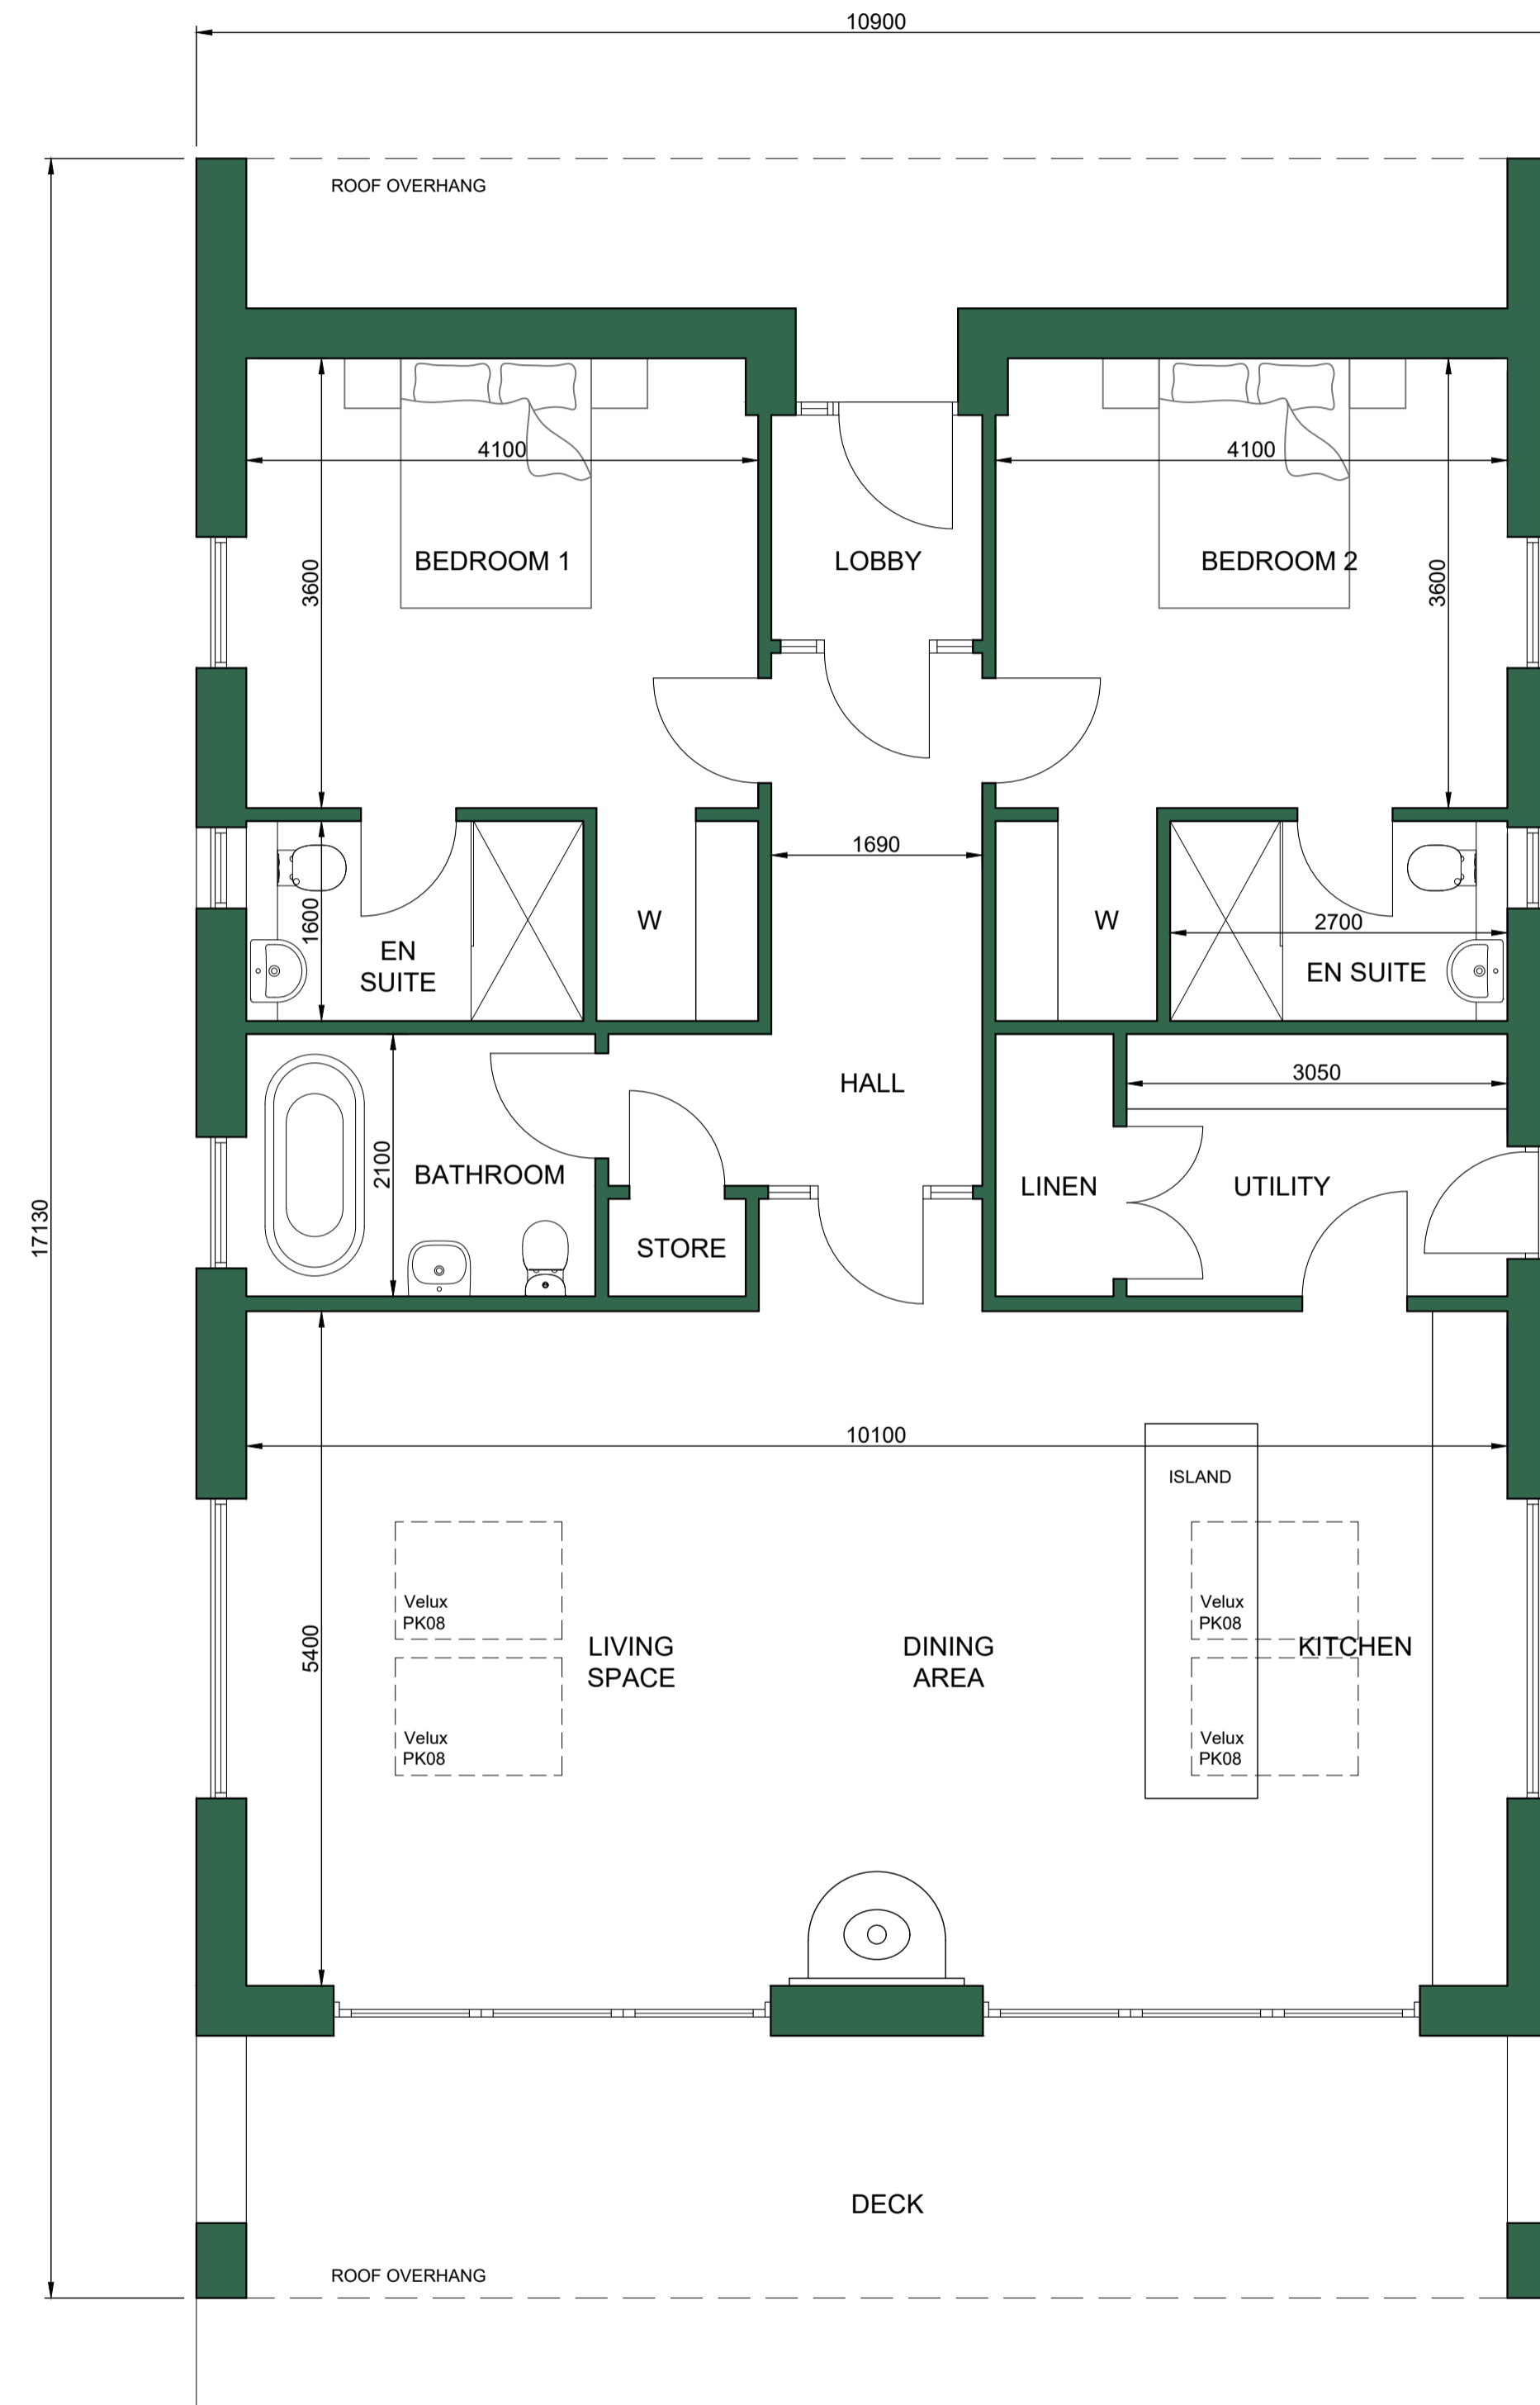 10900
ROOF OVERHANG
17130
4100
4100
3600
BEDROOM 1
LOBBY
BEDROOM 2
3600
1690
1600
EN
SUITE
W
W
2700
EN SUITE
HALL
3050
2100
BATHROOM
STORE
LINEN
UTILITY
10100
ISLAND
5400
Velux
PK08
Velux
PK08
LIVING
SPACE
DINING
AREA
KITCHEN
Velux
PK08
Velux
PK08
DECK
ROOF OVERHANG